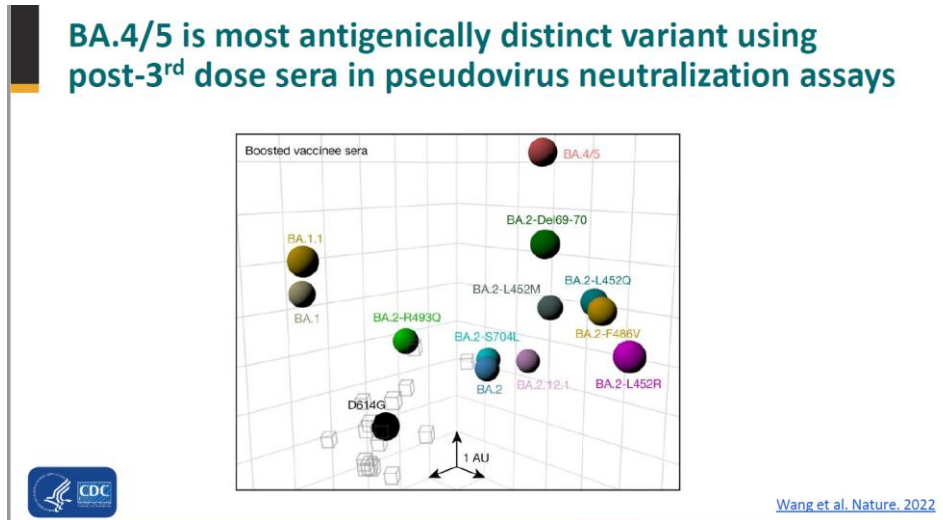 BA.4/5 is most antigenically distinct variant using
post-3rd dose sera in pseudovirus neutralization assays
Boosted vaccinee sera
BA.4/5
BA.2-Del69-70
BA.1.1
BA.2-L452Q
BA.2-L452M
BA.1
BA.2-R493Q
BA.2-F486V
BA.2-S704L
BA.2
BA.2.12.1
BA.2-L452R
D614G
1 AU
CDC
Wang et al. Nature. 2022